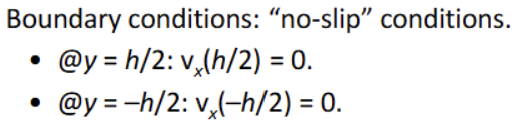 Boundary conditions: “no-slip” conditions.
• @y = h/2: vₓ(h/2) = 0.
• @y = –h/2: vₓ(–h/2) = 0.